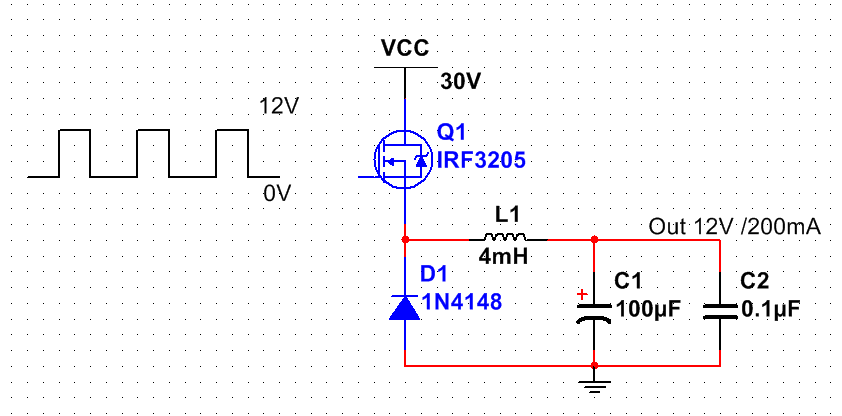 VCC
30V
12V
0V
Q1
IRF3205
L1
4mH
Out 12V /200mA
D1
1N4148
+
C1
100µF
C2
0.1µF